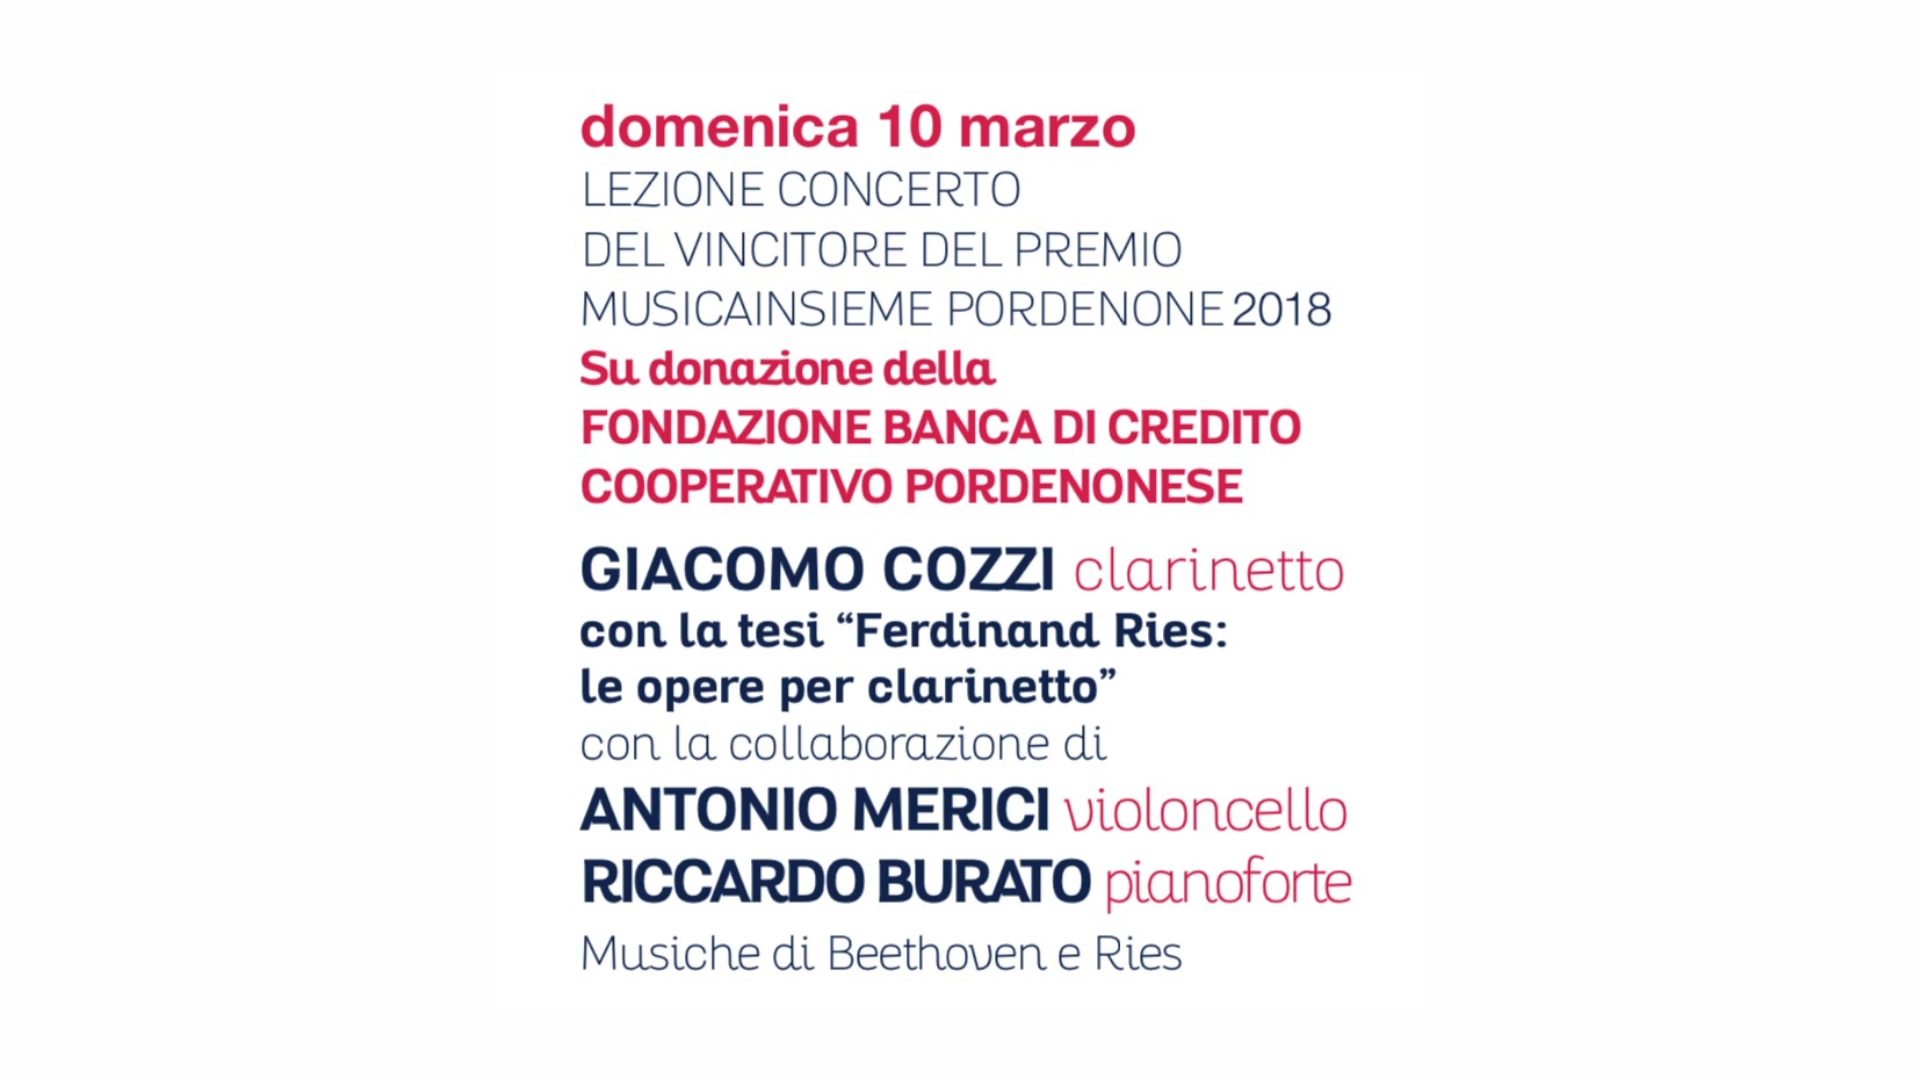 domenica 10 marzo
LEZIONE CONCERTO
DEL VINCITORE DEL PREMIO
MUSICAINSIEME PORDENONE 2018
Su donazione della
FONDAZIONE BANCA DI CREDITO
COOPERATIVO PORDENONESE
GIACOMO COZZI clarinetto
con la tesi “Ferdinand Ries:
le opere per clarinetto”
con la collaborazione di
ANTONIO MERICI violoncello
RICCARDO BURATO pianoforte
Musiche di Beethoven e Ries